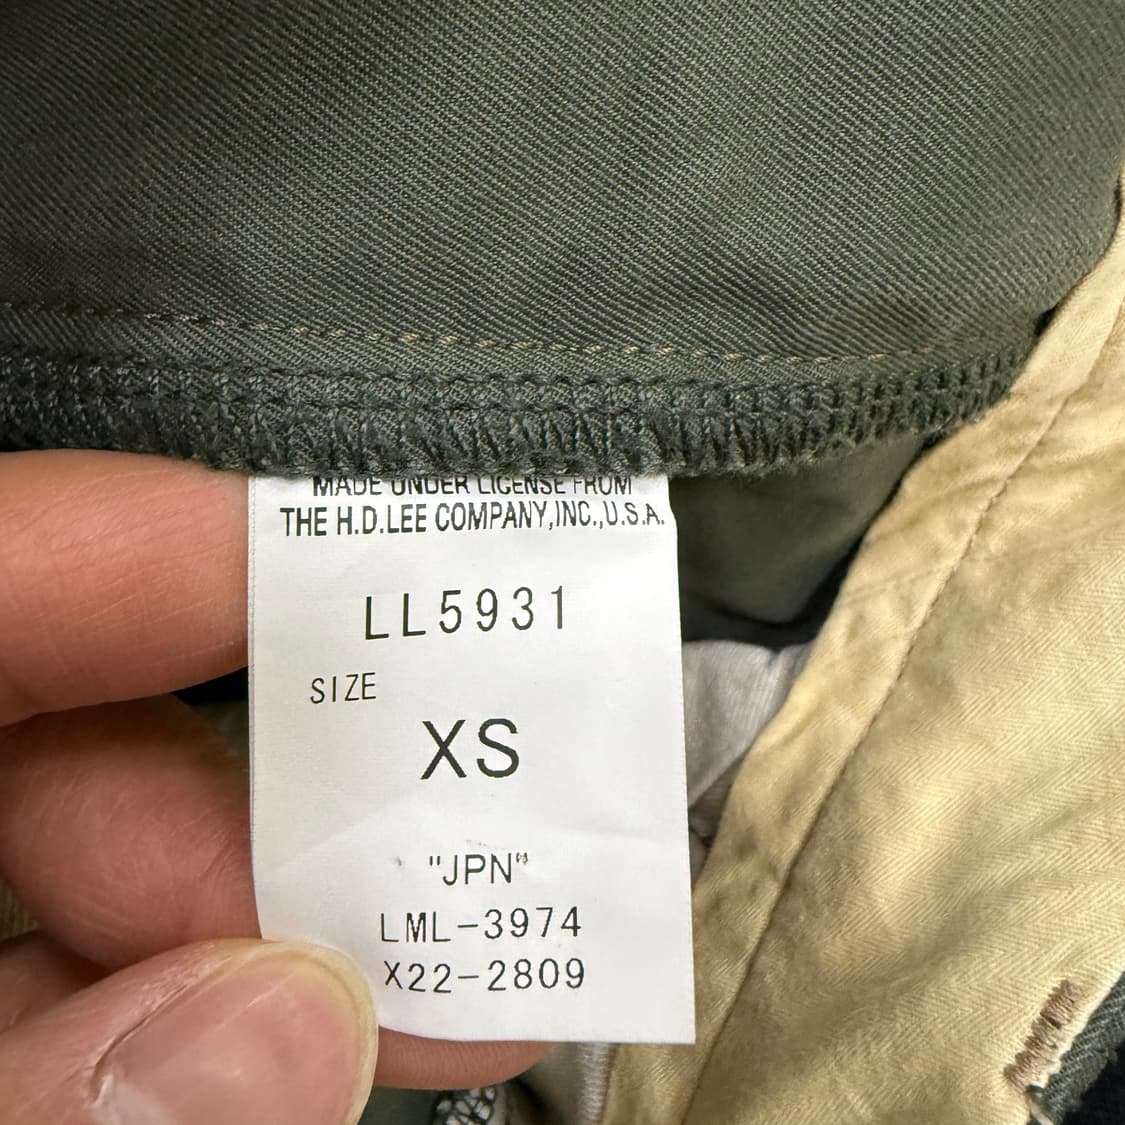 MADE UNDER LICENSE FROM
THE H.D.LEE COMPANY,INC.,U.S.A.
LL5931
SIZE
XS
"JPN"
LML-3974
X22-2809